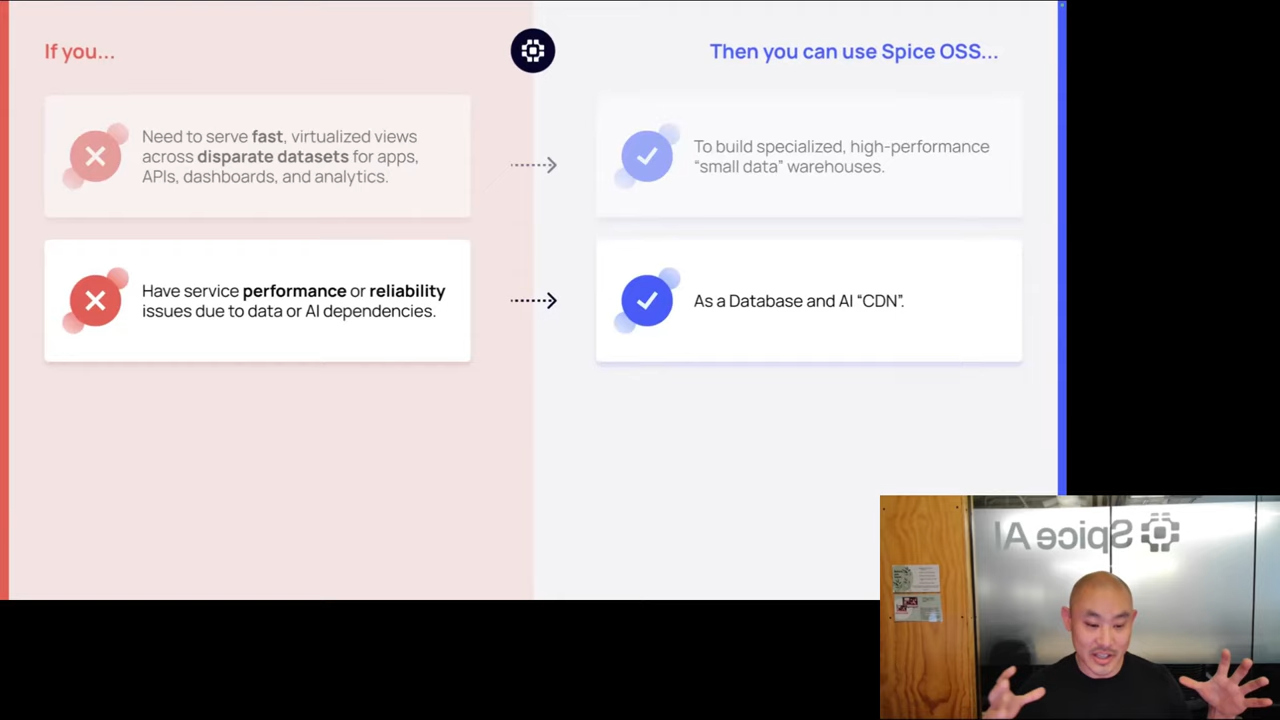 If you...
Then you can use Spice OSS...
Need to serve fast, virtualized views
across disparate datasets for apps,
APIs, dashboards, and analytics.
To build specialized, high-performance
“small data” warehouses.
Have service performance or reliability
issues due to data or AI dependencies.
As a Database and AI “CDN”.
Spice AI